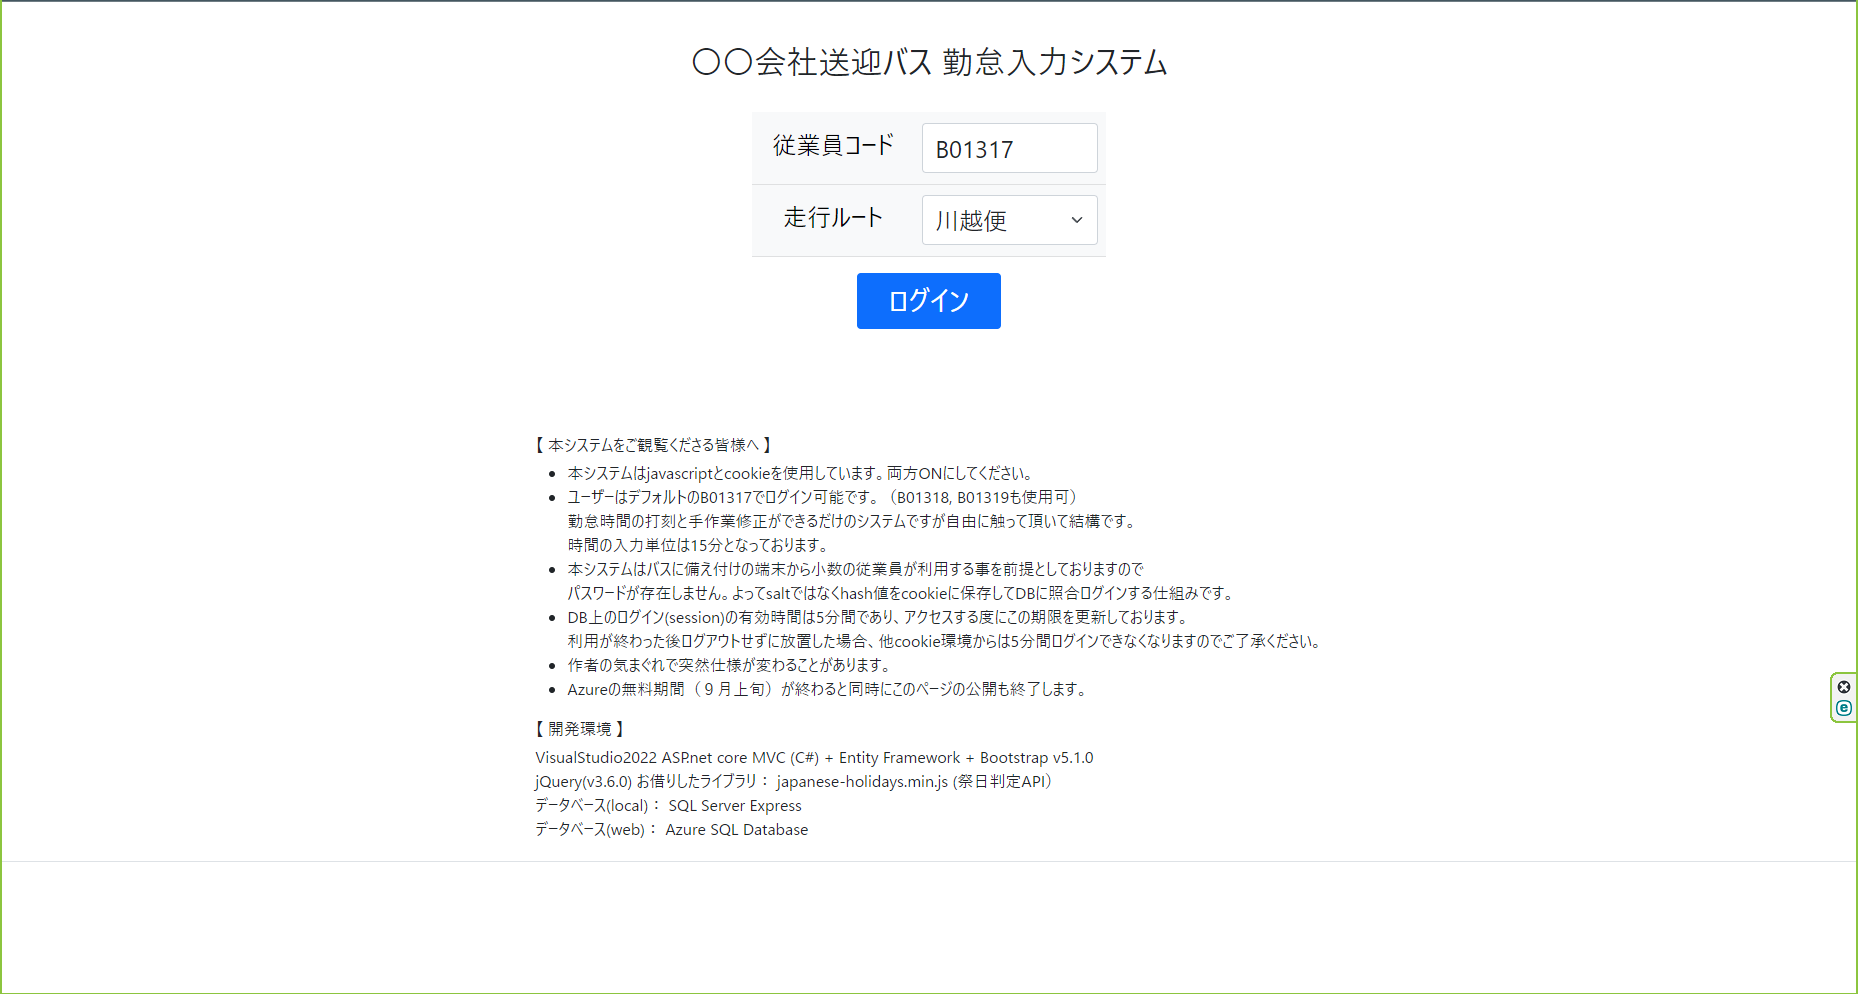 〇〇会社送迎バス 勤怠入力システム
従業員コード
B01317
走行ルート
川越便
ログイン
【 本システムをご観覧くださる皆様へ 】
本システムはjavascriptとcookieを使用しています。両方ONにしてください。
ユーザーはデフォルトのB01317でログイン可能です。（B01318, B01319も使用可）
勤怠時間の打刻と手作業修正ができるだけのシステムですが自由に触って頂いて結構です。
時間の入力単位は15分となっております。
本システムはバスに備え付けの端末から小数の従業員が利用する事を前提としておりますので
パスワードが存在しません。よってsaltではなくhash値をcookieに保存してDBに照合ログインする仕組みです。
DB上のログイン(session)の有効時間は5分間であり、アクセスする度にこの期限を更新しております。
利用が終わった後ログアウトせずに放置した場合、他cookie環境からは5分間ログインできなくなりますのでご了承ください。
作者の気まぐれで突然仕様が変わることがあります。
Azureの無料期間（９月上旬）が終わると同時にこのページの公開も終了します。
【 開発環境 】
VisualStudio2022 ASP.net core MVC (C#) + Entity Framework + Bootstrap v5.1.0
jQuery(v3.6.0) お借りしたライブラリ： japanese-holidays.min.js (祭日判定API）
データベース(local)： SQL Server Express
データベース(web)： Azure SQL Database